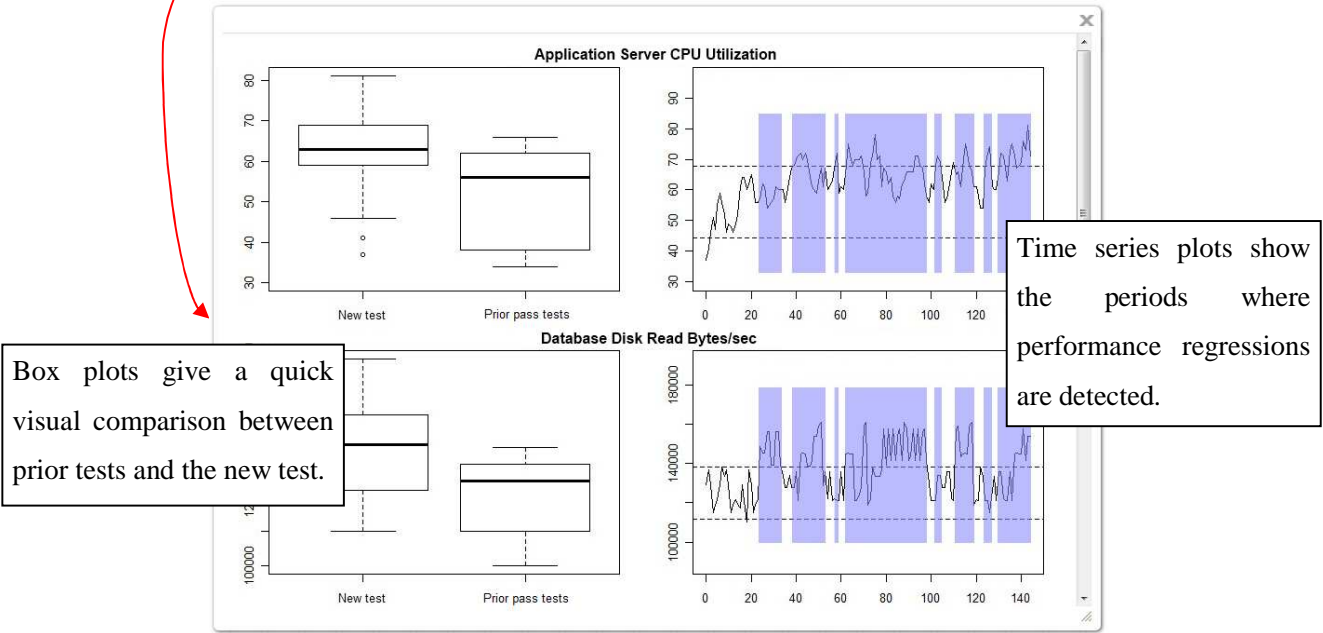 Application Server CPU Utilization
80
70
60
50
40
30
New test
Prior pass tests
90
80
70
60
50
40
30
0 20 40 60 80 100 120
Time series plots show
the periods where
performance regressions
are detected.
Database Disk Read Bytes/sec
Box plots give a quick
visual comparison between
prior tests and the new test.
100000
New test
Prior pass tests
180000
140000
100000
0 20 40 60 80 100 120 140